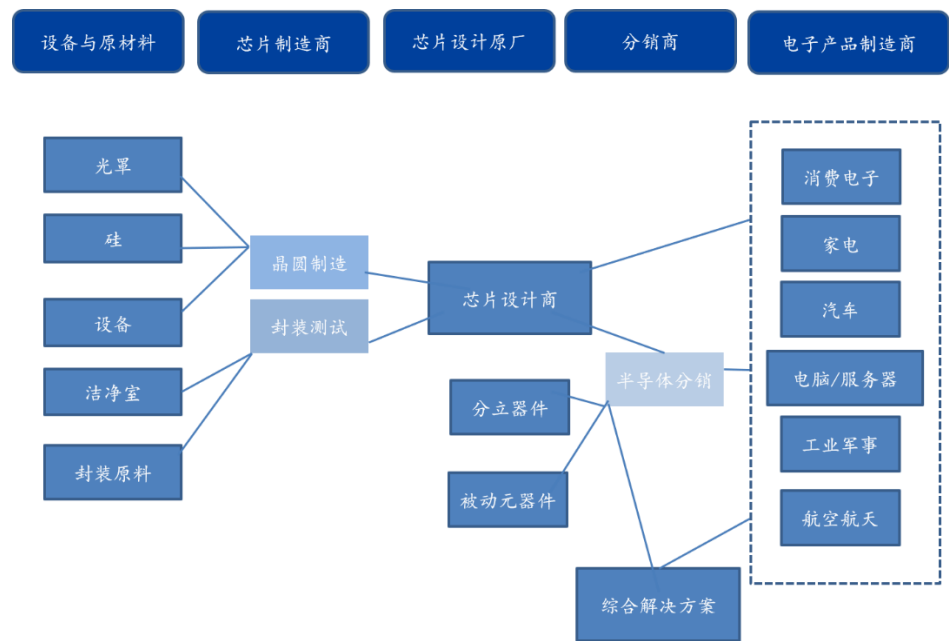 设备与原材料
芯片制造商
芯片设计原厂
分销商
电子产品制造商
光罩
硅
设备
洁净室
封装原料
晶圆制造
封装测试
芯片设计商
分立器件
被动元器件
半导体分销
综合解决方案
消费电子
家电
汽车
电脑/服务器
工业军事
航空航天